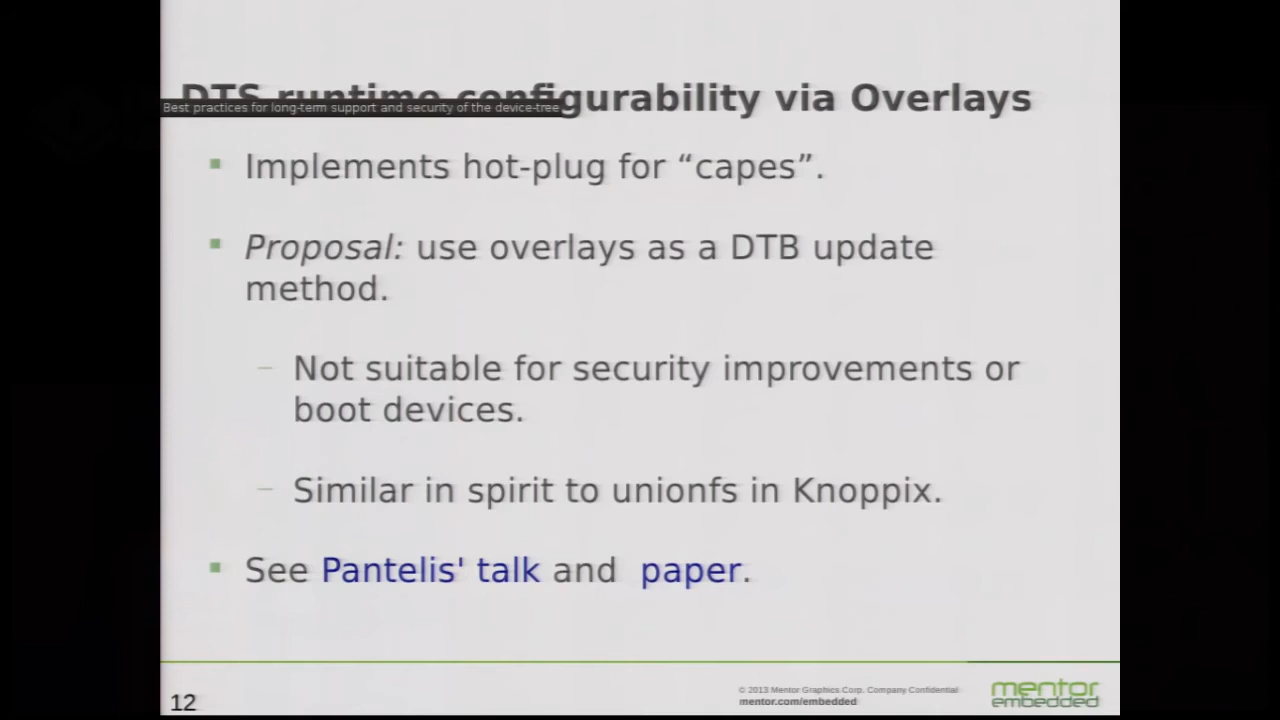 DTS runtime configurability via Overlays
Best practices for long-term support and security of the device-tree
Implements hot-plug for “capes”.
Proposal: use overlays as a DTB update
method.
– Not suitable for security improvements or
boot devices.
– Similar in spirit to unionfs in Knoppix.
See Pantelis' talk and paper.
12
© 2013 Mentor Graphics Corp. Company Confidential
mentor.com/embedded
mentor
embedded